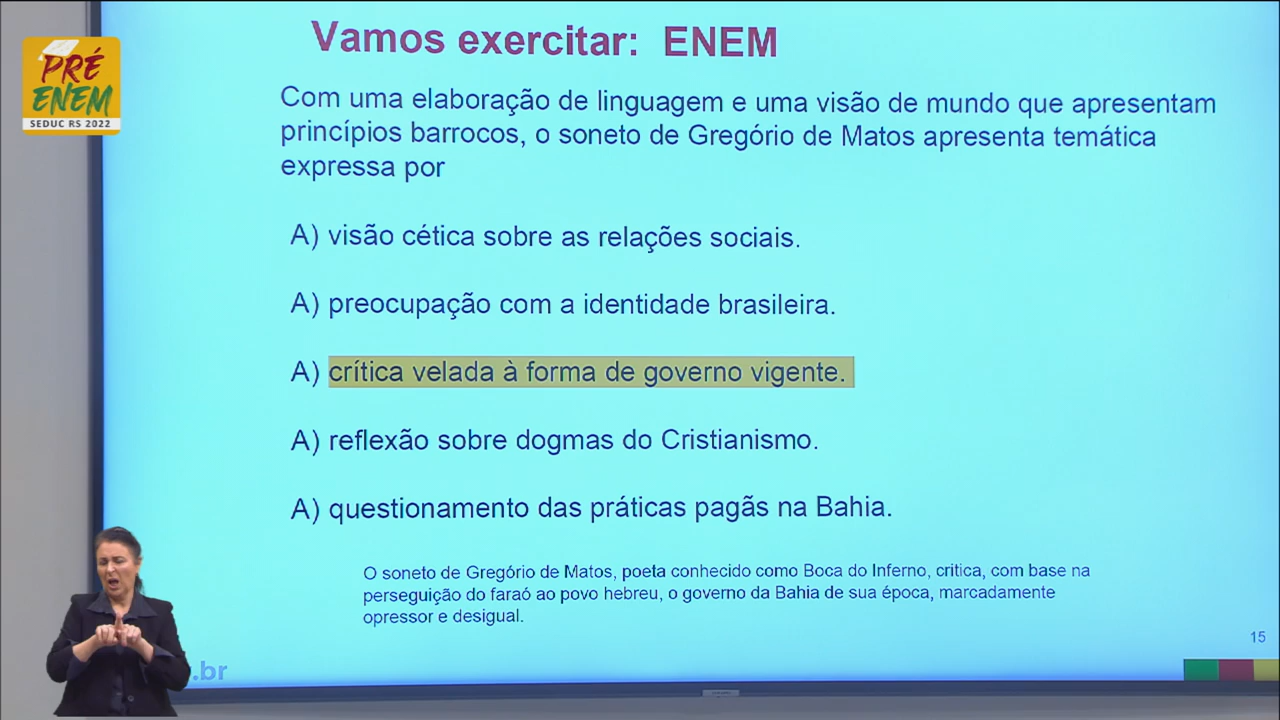 Vamos exercitar: ENEM
PRÉ
ENEM
SEDUC RS 2022
Com uma elaboração de linguagem e uma visão de mundo que apresentam
princípios barrocos, o soneto de Gregório de Matos apresenta temática
expressa por
A) visão cética sobre as relações sociais.
A) preocupação com a identidade brasileira.
A) crítica velada à forma de governo vigente.
A) reflexão sobre dogmas do Cristianismo.
A) questionamento das práticas pagãs na Bahia.
O soneto de Gregório de Matos, poeta conhecido como Boca do Inferno, critica, com base na
perseguição do faraó ao povo hebreu, o governo da Bahia de sua época, marcadamente
opressor e desigual.
15
.br